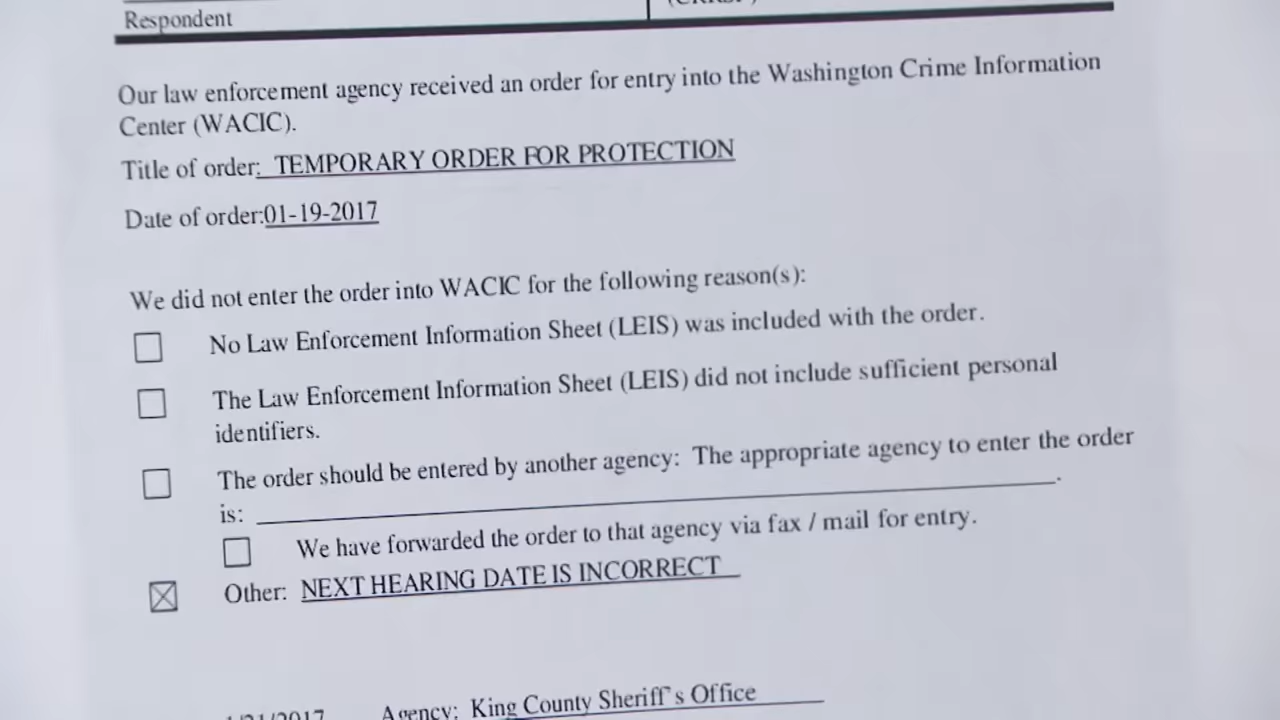 Respondent
Our law enforcement agency received an order for entry into the Washington Crime Information
Center (WACIC).
Title of order: TEMPORARY ORDER FOR PROTECTION
Date of order:01-19-2017
We did not enter the order into WACIC for the following reason(s):
No Law Enforcement Information Sheet (LEIS) was included with the order.
The Law Enforcement Information Sheet (LEIS) did not include sufficient personal
identifiers.
The order should be entered by another agency: The appropriate agency to enter the order
is: .
We have forwarded the order to that agency via fax / mail for entry.
Other: NEXT HEARING DATE IS INCORRECT
Agency: King County Sheriff's Office